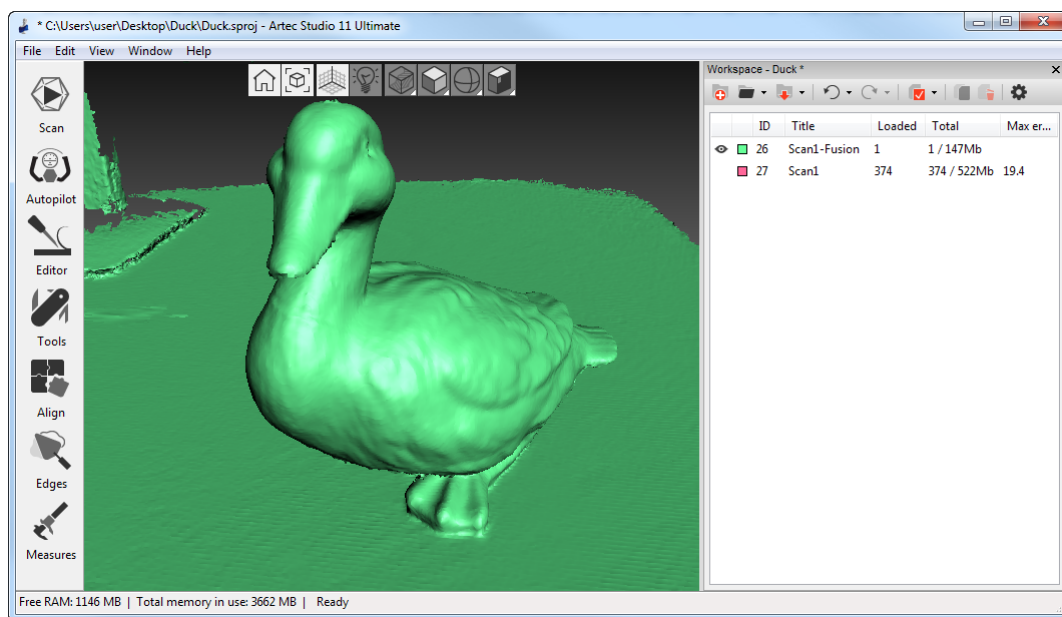 * C:\Users\user\Desktop\Duck\Duck.sproj - Artec Studio 11 Ultimate
File Edit View Window Help
Scan
Autopilot
Editor
Tools
Align
Edges
Measures
Workspace - Duck *
ID Title Loaded Total Max er...
26 Scan1-Fusion 1 1 / 147Mb
27 Scan1 374 374 / 522Mb 19.4
Free RAM: 1146 MB | Total memory in use: 3662 MB | Ready